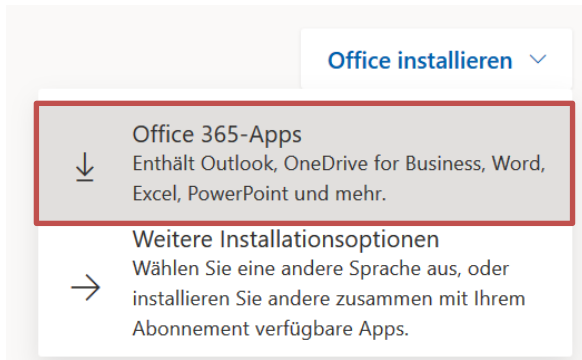 Office installieren
Office 365-Apps
Enthält Outlook, OneDrive for Business, Word,
Excel, PowerPoint und mehr.
Weitere Installationsoptionen
Wählen Sie eine andere Sprache aus, oder
installieren Sie andere zusammen mit Ihrem
Abonnement verfügbare Apps.